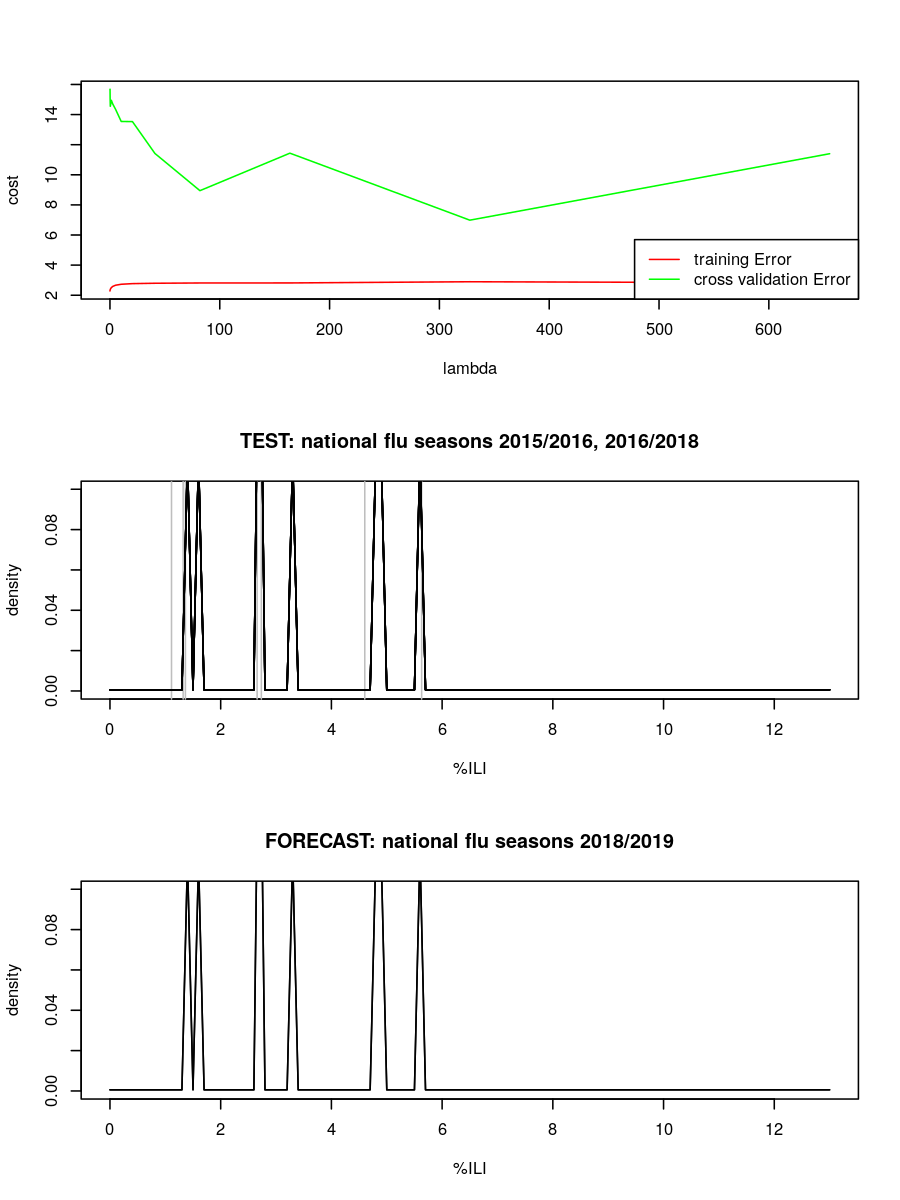 cost
2 4 6 8 10 14
training Error
cross validation Error
0 100 200 300 400 500 600
lambda
TEST: national flu seasons 2015/2016, 2016/2018
density
0.00 0.04 0.08
0 2 4 6 8 10 12
%ILI
FORECAST: national flu seasons 2018/2019
density
0.00 0.04 0.08
0 2 4 6 8 10 12
%ILI